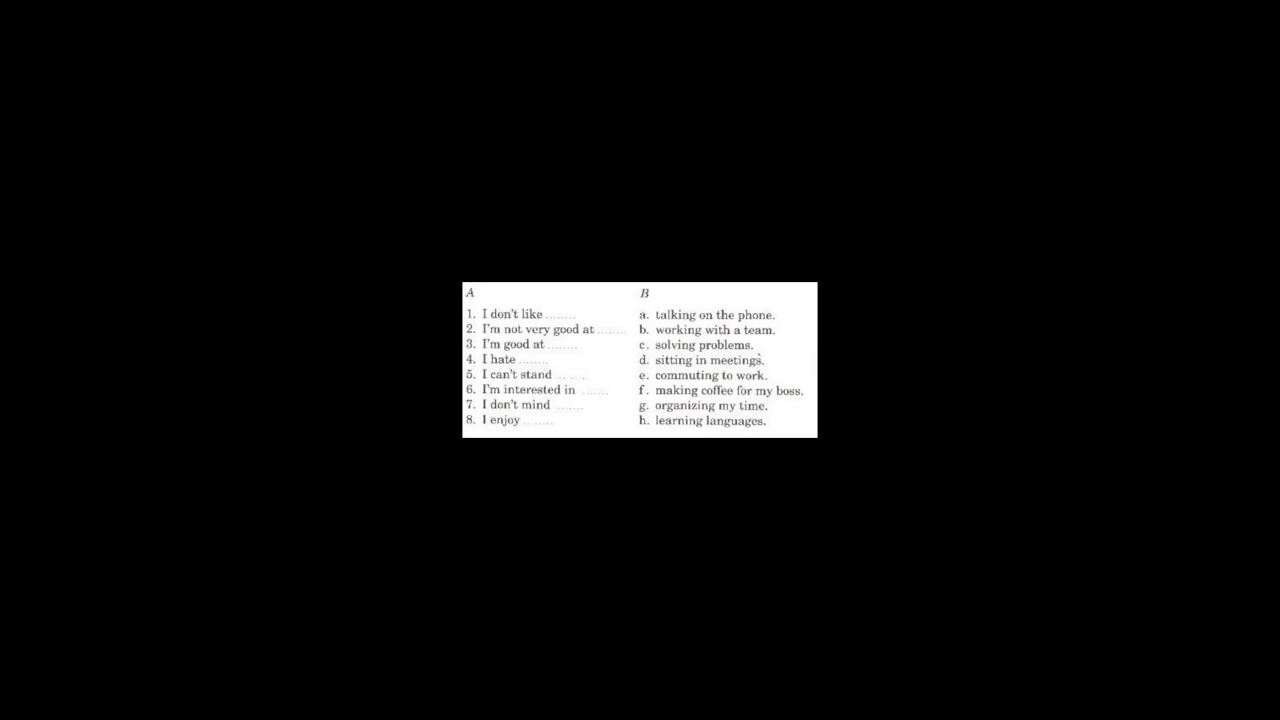 A B
1. I don't like ........ a. talking on the phone.
2. I'm not very good at ........ b. working with a team.
3. I'm good at ........ c. solving problems.
4. I hate ........ d. sitting in meetings.
5. I can't stand ........ e. commuting to work.
6. I'm interested in ....... f. making coffee for my boss.
7. I don't mind ....... g. organizing my time.
8. I enjoy ........ h. learning languages.